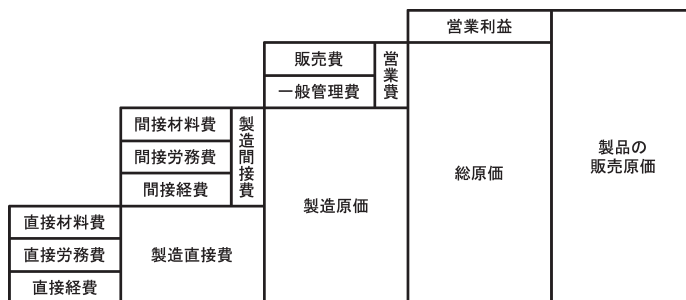 営業利益
販売費
一般管理費
営業費
間接材料費
間接労務費
間接経費
製造間接費
直接材料費
直接労務費
直接経費
製造直接費
製造原価
総原価
製品の
販売原価